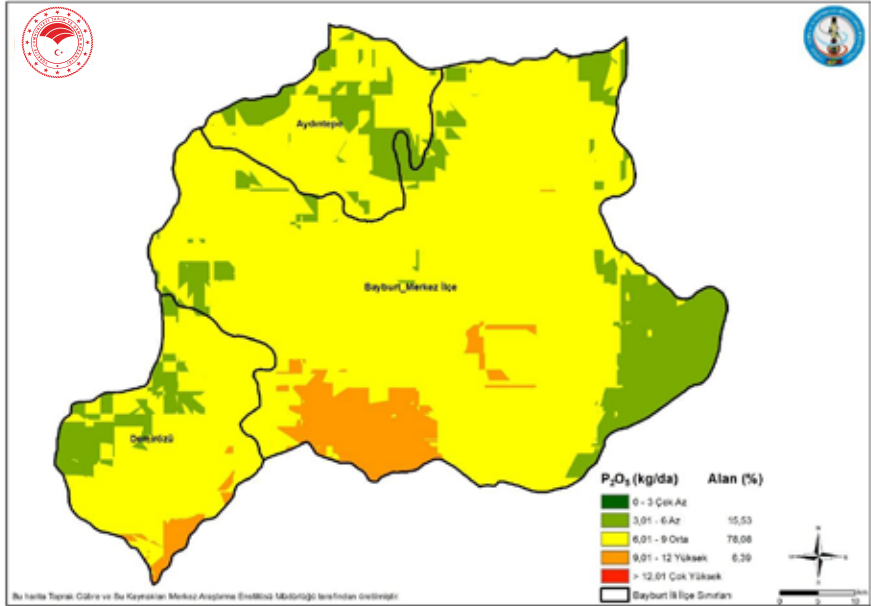 Aydıntepe
Bayburt_Merkez İlçe
Demirözü
P₂O₅ (kg/da) Alan (%)
0 - 3 Çok Az
3,01 - 6 Az 15,53
6,01 - 9 Orta 78,08
9,01 - 12 Yüksek 6,39
> 12,01 Çok Yüksek
Bayburt İli İlçe Sınırları
N
0 5 10
Bu harita Toprak Gübre ve Su Kaynakları Merkez Araştırma Enstitüsü Müdürlüğü tarafından üretilmiştir.